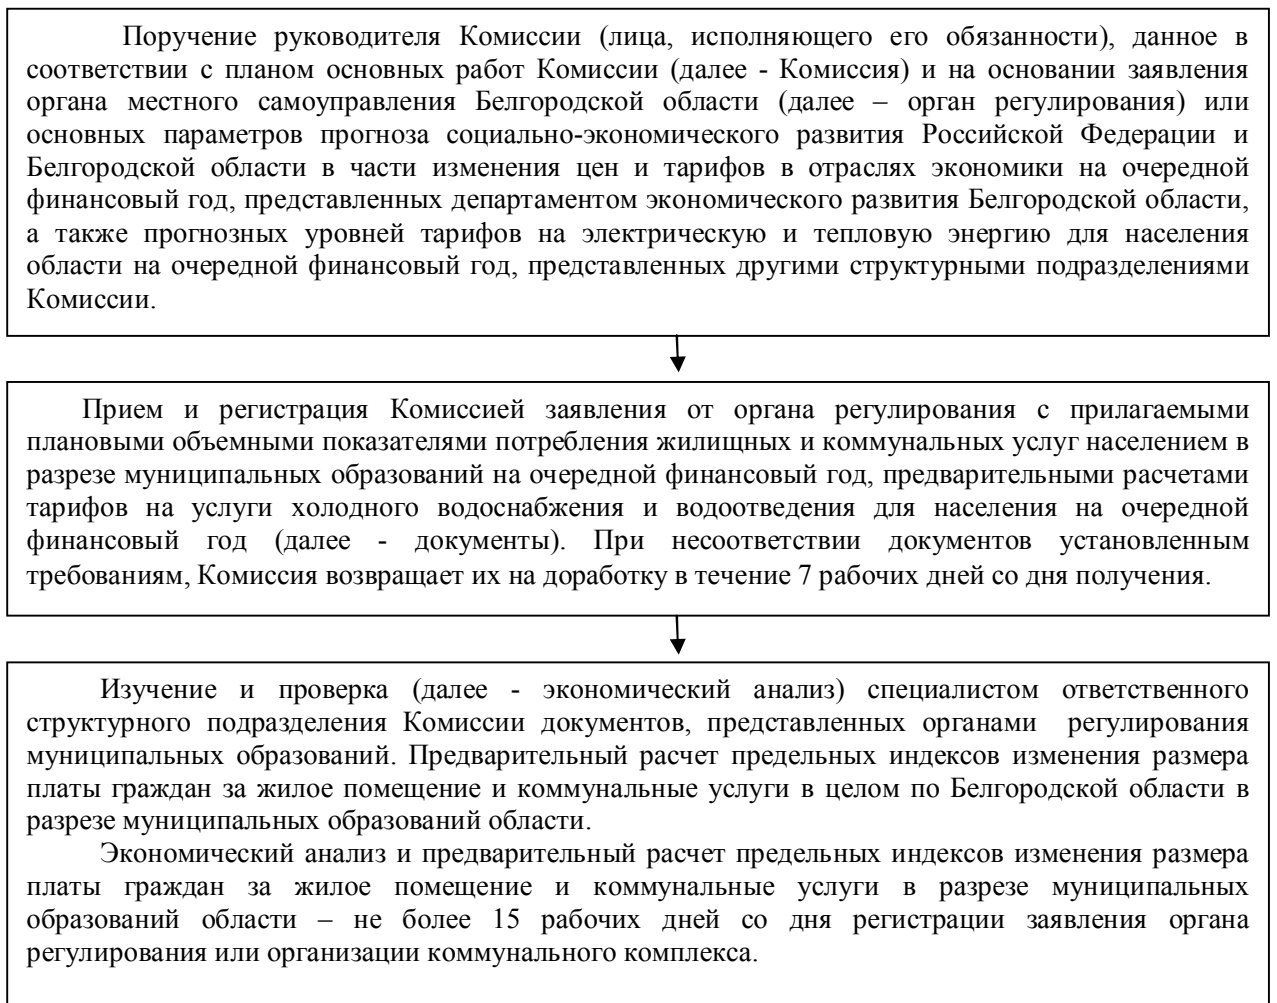 Поручение руководителя Комиссии (лица, исполняющего его обязанности), данное в
соответствии с планом основных работ Комиссии (далее - Комиссия) и на основании заявления
органа местного самоуправления Белгородской области (далее – орган регулирования) или
основных параметров прогноза социально-экономического развития Российской Федерации и
Белгородской области в части изменения цен и тарифов в отраслях экономики на очередной
финансовый год, представленных департаментом экономического развития Белгородской области,
а также прогнозных уровней тарифов на электрическую и тепловую энергию для населения
области на очередной финансовый год, представленных другими структурными подразделениями
Комиссии.
Прием и регистрация Комиссией заявления от органа регулирования с прилагаемыми
плановыми объемными показателями потребления жилищных и коммунальных услуг населением в
разрезе муниципальных образований на очередной финансовый год, предварительными расчетами
тарифов на услуги холодного водоснабжения и водоотведения для населения на очередной
финансовый год (далее - документы). При несоответствии документов установленным
требованиям, Комиссия возвращает их на доработку в течение 7 рабочих дней со дня получения.
Изучение и проверка (далее - экономический анализ) специалистом ответственного
структурного подразделения Комиссии документов, представленных органами регулирования
муниципальных образований. Предварительный расчет предельных индексов изменения размера
платы граждан за жилое помещение и коммунальные услуги в целом по Белгородской области в
разрезе муниципальных образований области.
Экономический анализ и предварительный расчет предельных индексов изменения размера
платы граждан за жилое помещение и коммунальные услуги в разрезе муниципальных
образований области – не более 15 рабочих дней со дня регистрации заявления органа
регулирования или организации коммунального комплекса.